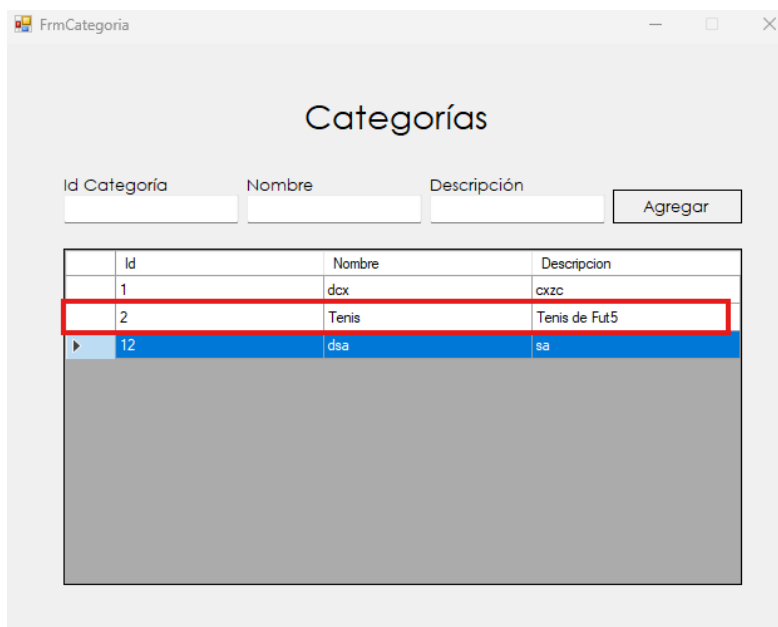 FrmCategoria
Categorías
Id Categoría Nombre Descripción
Agregar
Id Nombre Descripcion
1 dcx cxzc
2 Tenis Tenis de Fut5
12 dsa sa